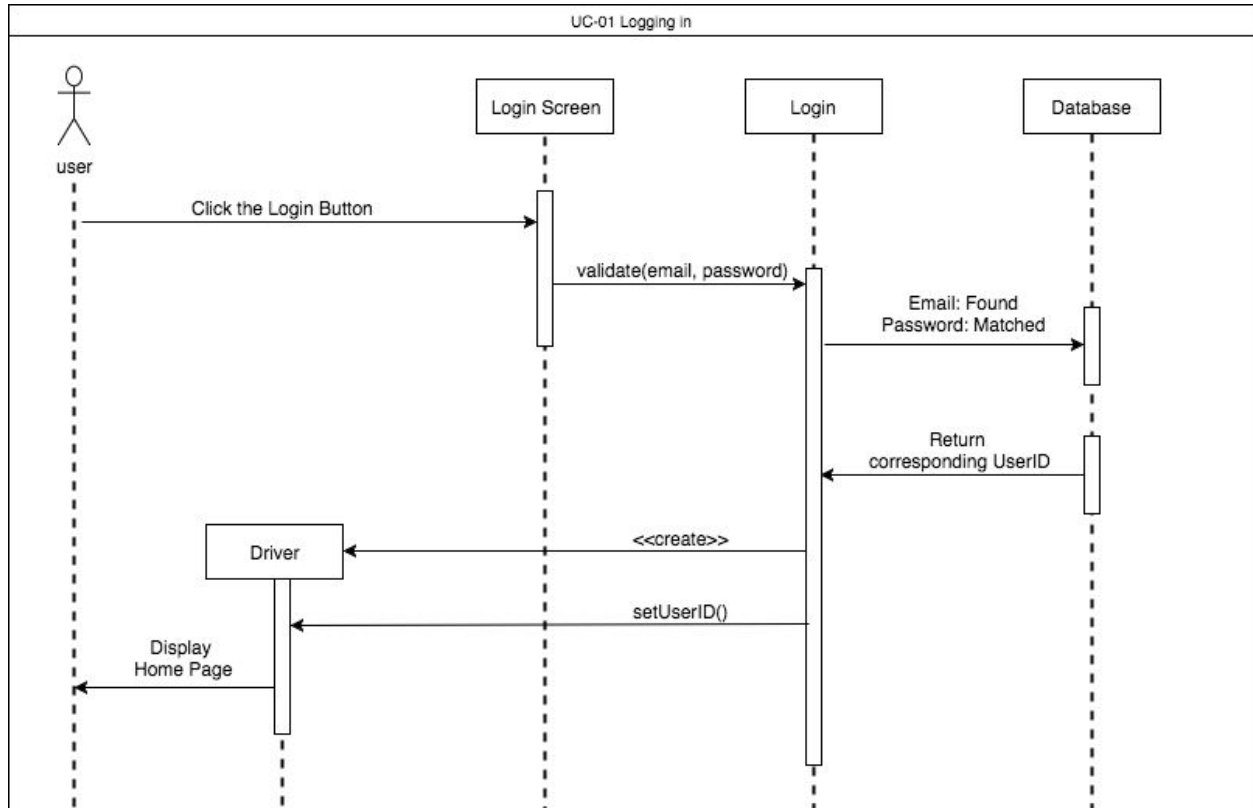 UC-01 Logging in
user
Login Screen
Login
Database
Click the Login Button
validate(email, password)
Email: Found
Password: Matched
Return
corresponding UserID
<<create>>
Driver
setUserID()
Display
Home Page